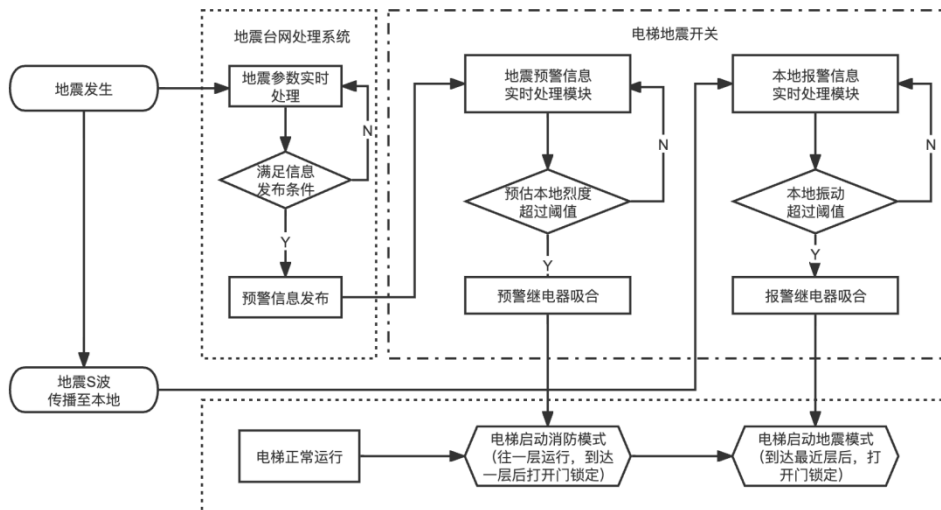 地震台网处理系统
电梯地震开关
地震发生
地震参数实时
处理
地震预警信息
实时处理模块
本地报警信息
实时处理模块
N
N
N
满足信息
发布条件
预估本地烈度
超过阈值
本地振动
超过阈值
Y
Y
Y
预警信息发布
预警继电器吸合
报警继电器吸合
地震S波
传播至本地
电梯正常运行
电梯启动消防模式
（往一层运行，到达
一层后打开门锁定）
电梯启动地震模式
（到达最近层后，打
开门锁定）